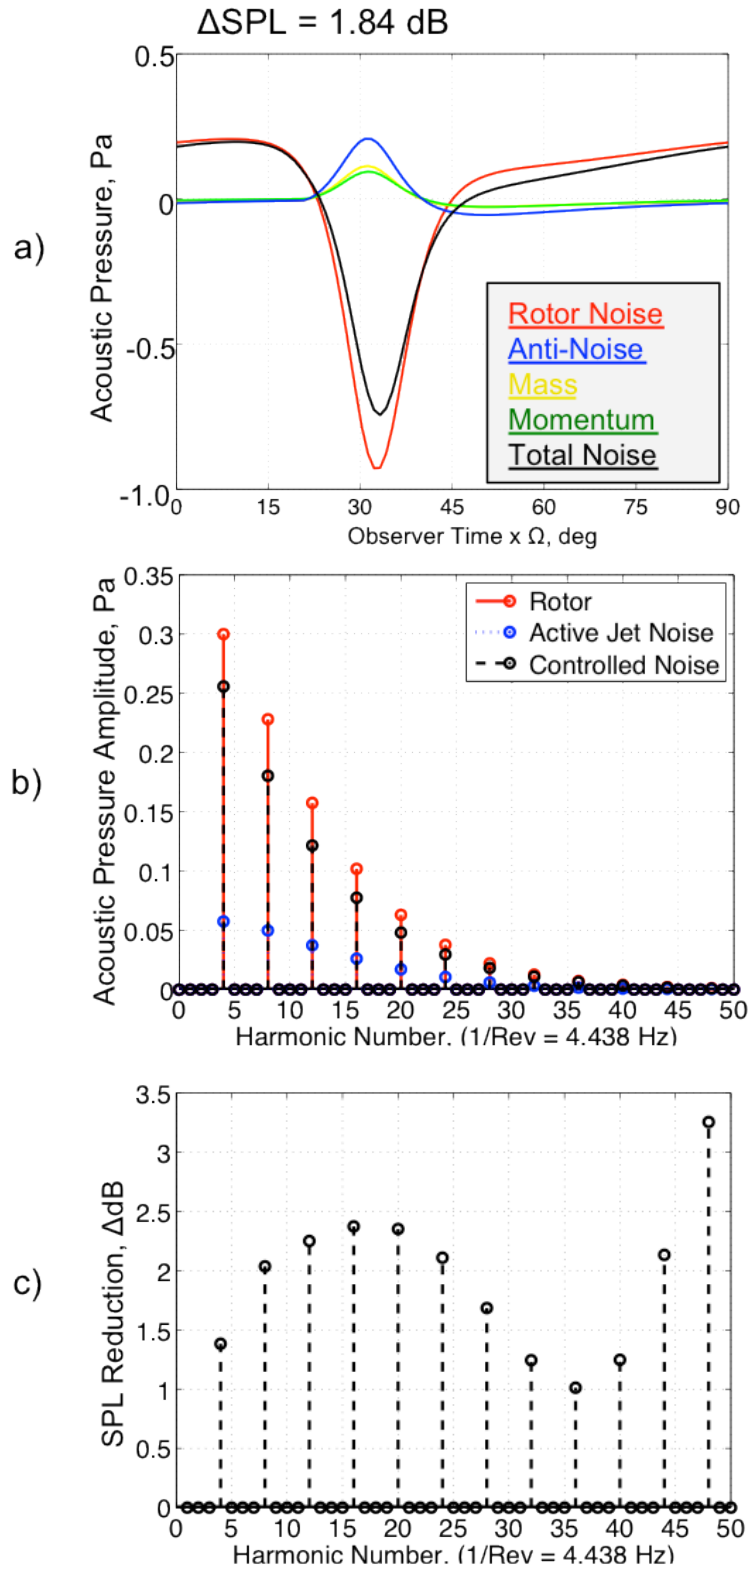 ΔSPL = 1.84 dB
a)
Acoustic Pressure, Pa
0.5
0
-0.5
-1.0
Rotor Noise
Anti-Noise
Mass
Momentum
Total Noise
0 15 30 45 60 75 90
Observer Time x Ω, deg
b)
Acoustic Pressure Amplitude, Pa
0.35
0.3
0.25
0.2
0.15
0.1
0.05
0
Rotor
Active Jet Noise
Controlled Noise
0 5 10 15 20 25 30 35 40 45 50
Harmonic Number. (1/Rev = 4.438 Hz)
c)
SPL Reduction, ΔdB
3.5
3
2.5
2
1.5
1
0.5
0
0 5 10 15 20 25 30 35 40 45 50
Harmonic Number. (1/Rev = 4.438 Hz)